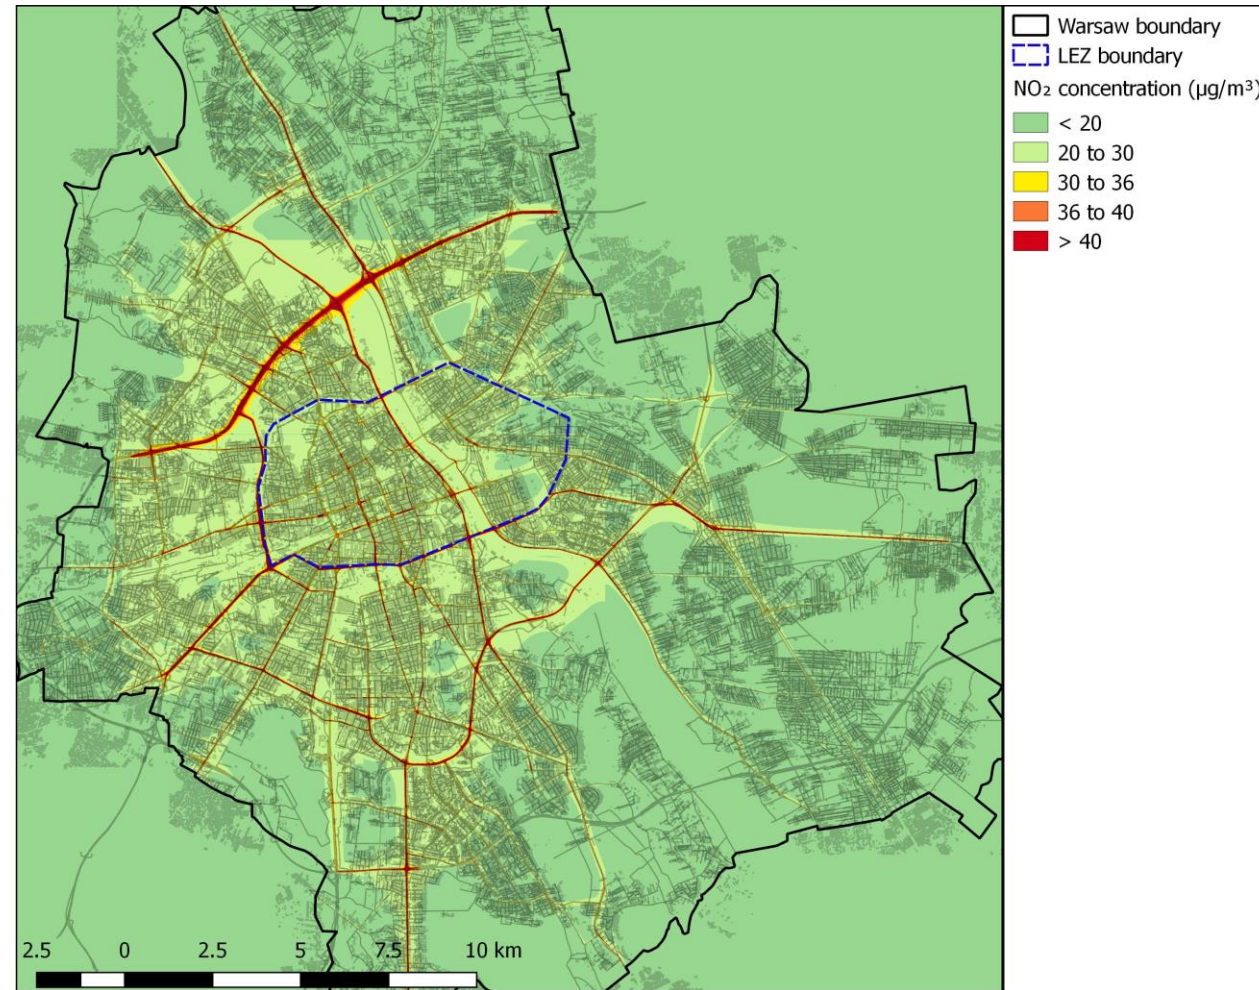 Warsaw boundary
LEZ boundary
NO₂ concentration (µg/m³)
< 20
20 to 30
30 to 36
36 to 40
> 40
2.5 0 2.5 5 7.5 10 km